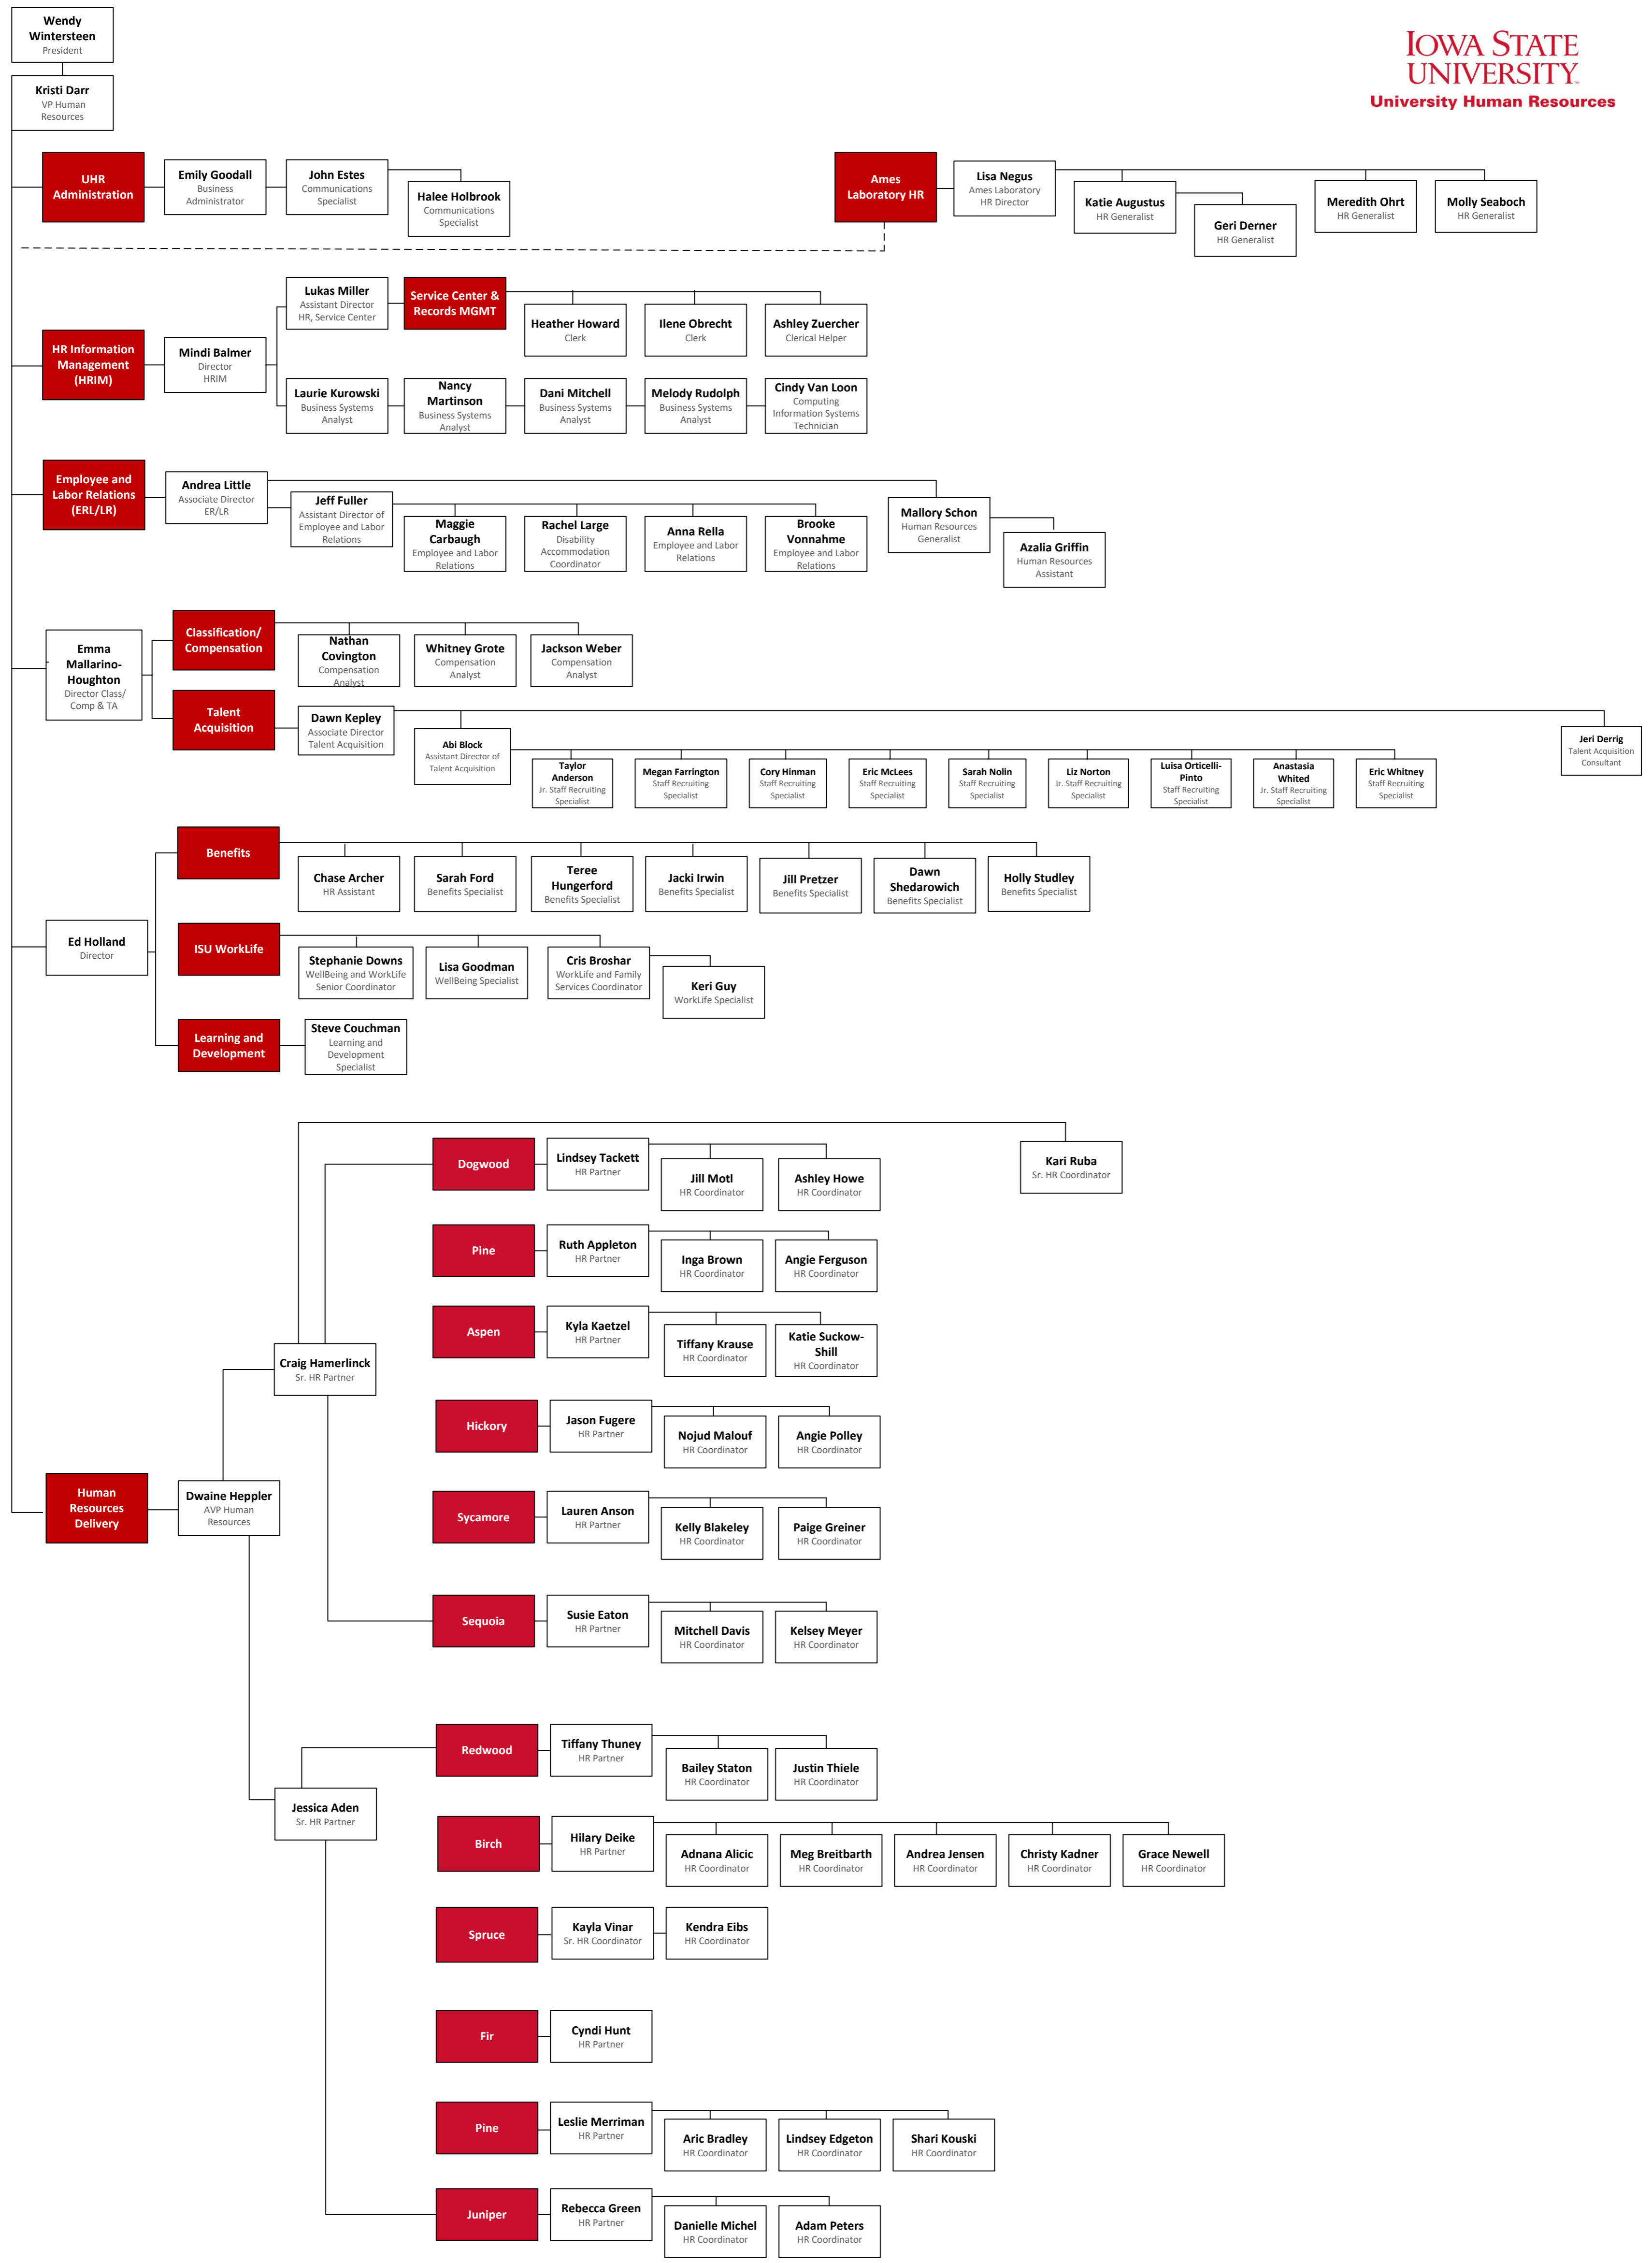 Wendy
Wintersteen
President
Kristi Darr
VP Human
Resources
IOWA STATE
UNIVERSITY™
University Human Resources
UHR
Administration
Emily Goodall
Business
Administrator
John Estes
Communications
Specialist
Halee Holbrook
Communications
Specialist
Ames
Laboratory HR
Lisa Negus
Ames Laboratory
HR Director
Katie Augustus
HR Generalist
Geri Derner
HR Generalist
Meredith Ohrt
HR Generalist
Molly Seaboch
HR Generalist
HR Information
Management
(HRIM)
Mindi Balmer
Director
HRIM
Lukas Miller
Assistant Director
HR, Service Center
Service Center &
Records MGMT
Heather Howard
Clerk
Ilene Obrecht
Clerk
Ashley Zuercher
Clerical Helper
Laurie Kurowski
Business Systems
Analyst
Nancy
Martinson
Business Systems
Analyst
Dani Mitchell
Business Systems
Analyst
Melody Rudolph
Business Systems
Analyst
Cindy Van Loon
Computing
Information Systems
Technician
Employee and
Labor Relations
(ERL/LR)
Andrea Little
Associate Director
ER/LR
Jeff Fuller
Assistant Director of
Employee and Labor
Relations
Maggie
Carbaugh
Employee and Labor
Relations
Rachel Large
Disability
Accommodation
Coordinator
Anna Rella
Employee and Labor
Relations
Brooke
Vonnahme
Employee and Labor
Relations
Mallory Schon
Human Resources
Generalist
Azalia Griffin
Human Resources
Assistant
Emma
Mallarino-
Houghton
Director Class/
Comp & TA
Classification/
Compensation
Nathan
Covington
Compensation
Analyst
Whitney Grote
Compensation
Analyst
Jackson Weber
Compensation
Analyst
Talent
Acquisition
Dawn Kepley
Associate Director
Talent Acquisition
Abi Block
Assistant Director of
Talent Acquisition
Taylor
Anderson
Jr. Staff Recruiting
Specialist
Megan Farrington
Staff Recruiting
Specialist
Cory Hinman
Staff Recruiting
Specialist
Eric McLees
Staff Recruiting
Specialist
Sarah Nolin
Staff Recruiting
Specialist
Liz Norton
Jr. Staff Recruiting
Specialist
Luisa Orticelli-
Pinto
Staff Recruiting
Specialist
Anastasia
Whited
Jr. Staff Recruiting
Specialist
Eric Whitney
Staff Recruiting
Specialist
Jeri Derrig
Talent Acquisition
Consultant
Ed Holland
Director
Benefits
Chase Archer
HR Assistant
Sarah Ford
Benefits Specialist
Teree
Hungerford
Benefits Specialist
Jacki Irwin
Benefits Specialist
Jill Pretzer
Benefits Specialist
Dawn
Shedarowich
Benefits Specialist
Holly Studley
Benefits Specialist
ISU WorkLife
Stephanie Downs
WellBeing and WorkLife
Senior Coordinator
Lisa Goodman
WellBeing Specialist
Cris Broshar
WorkLife and Family
Services Coordinator
Keri Guy
WorkLife Specialist
Learning and
Development
Steve Couchman
Learning and
Development
Specialist
Human
Resources
Delivery
Dwaine Heppler
AVP Human
Resources
Craig Hamerlinck
Sr. HR Partner
Kari Ruba
Sr. HR Coordinator
Dogwood
Lindsey Tackett
HR Partner
Jill Motl
HR Coordinator
Ashley Howe
HR Coordinator
Pine
Ruth Appleton
HR Partner
Inga Brown
HR Coordinator
Angie Ferguson
HR Coordinator
Aspen
Kyla Kaetzel
HR Partner
Tiffany Krause
HR Coordinator
Katie Suckow-
Shill
HR Coordinator
Hickory
Jason Fugere
HR Partner
Nojud Malouf
HR Coordinator
Angie Polley
HR Coordinator
Sycamore
Lauren Anson
HR Partner
Kelly Blakeley
HR Coordinator
Paige Greiner
HR Coordinator
Sequoia
Susie Eaton
HR Partner
Mitchell Davis
HR Coordinator
Kelsey Meyer
HR Coordinator
Jessica Aden
Sr. HR Partner
Redwood
Tiffany Thuney
HR Partner
Bailey Staton
HR Coordinator
Justin Thiele
HR Coordinator
Birch
Hilary Deike
HR Partner
Adnana Alicic
HR Coordinator
Meg Breitbarth
HR Coordinator
Andrea Jensen
HR Coordinator
Christy Kadner
HR Coordinator
Grace Newell
HR Coordinator
Spruce
Kayla Vinar
Sr. HR Coordinator
Kendra Eibs
HR Coordinator
Fir
Cyndi Hunt
HR Partner
Pine
Leslie Merriman
HR Partner
Aric Bradley
HR Coordinator
Lindsey Edgeton
HR Coordinator
Shari Kouski
HR Coordinator
Juniper
Rebecca Green
HR Partner
Danielle Michel
HR Coordinator
Adam Peters
HR Coordinator